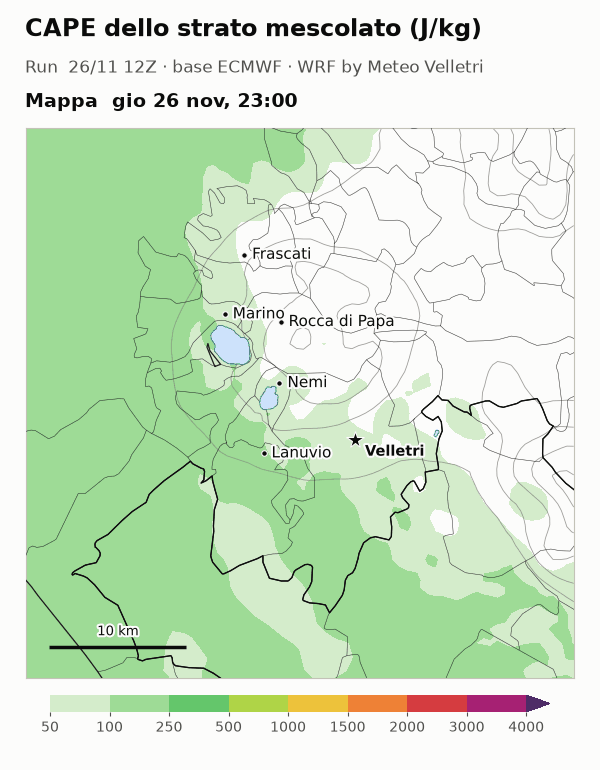 CAPE dello strato mescolato (J/kg)
Run  26/11 12Z · base ECMWF · WRF by Meteo Velletri
Mappa  gio 26 nov, 23:00
Frascati
Marino
Rocca di Papa
Nemi
Velletri
Lanuvio
10 km
50 100 250 500 1000 1500 2000 3000 4000